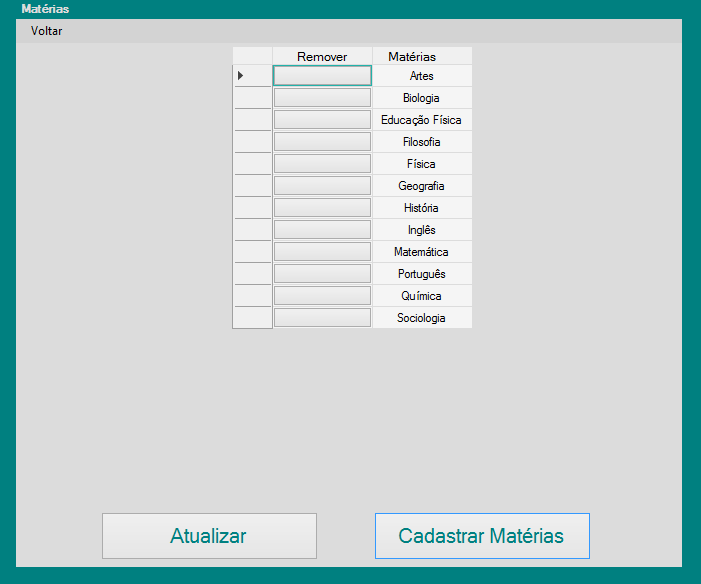 Matérias
Voltar
Remover Matérias
Artes
Biologia
Educação Física
Filosofia
Física
Geografia
História
Inglês
Matemática
Português
Química
Sociologia
Atualizar Cadastrar Matérias